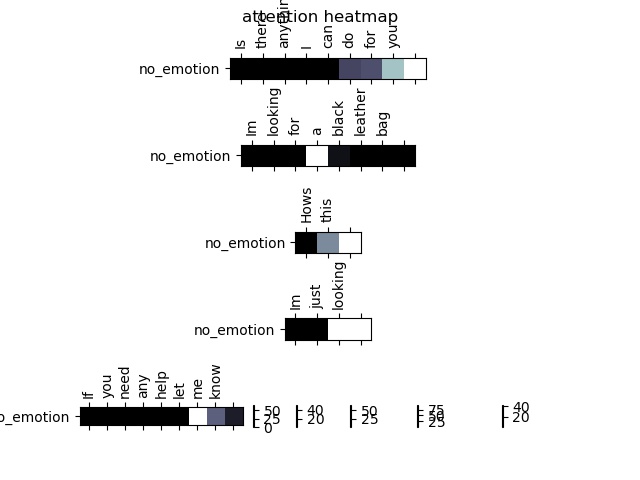 attention heatmap
Is there anything I can do for you
no_emotion
Im looking for a black leather bag
no_emotion
Hows this
no_emotion
Im just looking
no_emotion
If you need any help let me know
o_emotion
50 40 50 75 40
25 20 25 50 20
0 25